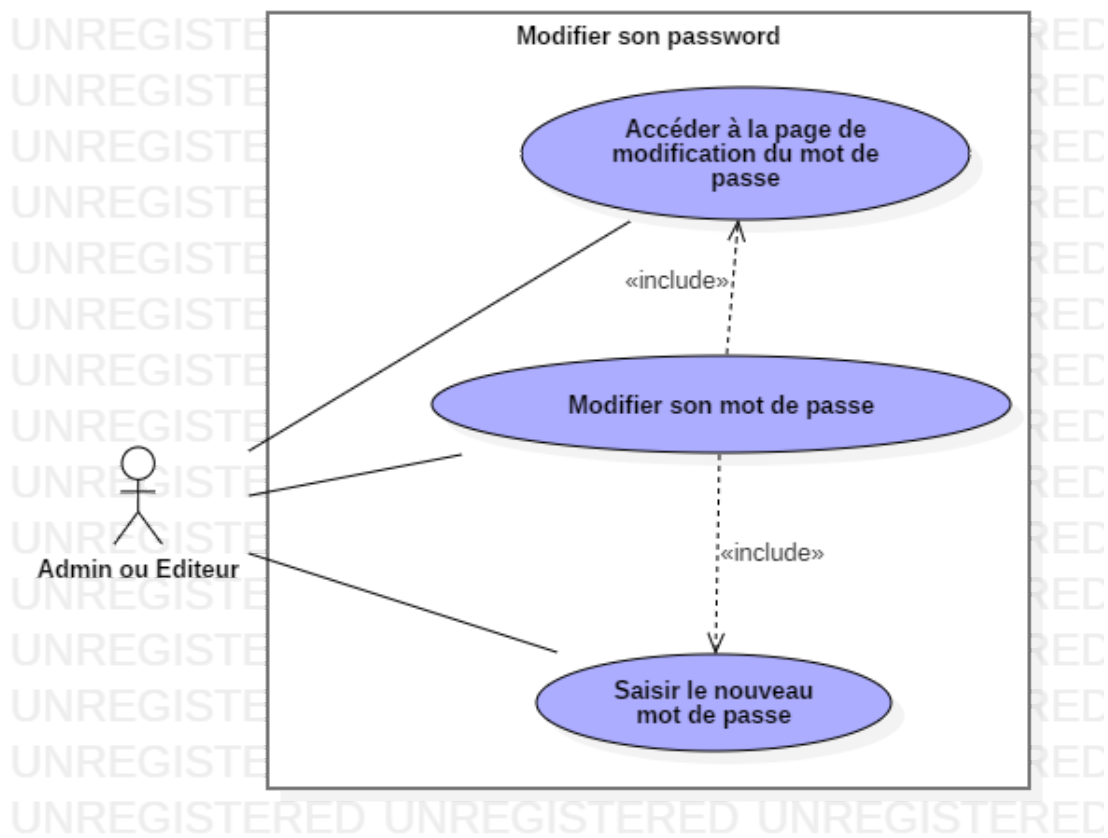 Modifier son password
Accéder à la page de
modification du mot de
passe
«include»
Modifier son mot de passe
«include»
Admin ou Editeur
Saisir le nouveau
mot de passe
UNREGISTERED UNREGISTERED UNREGISTERED